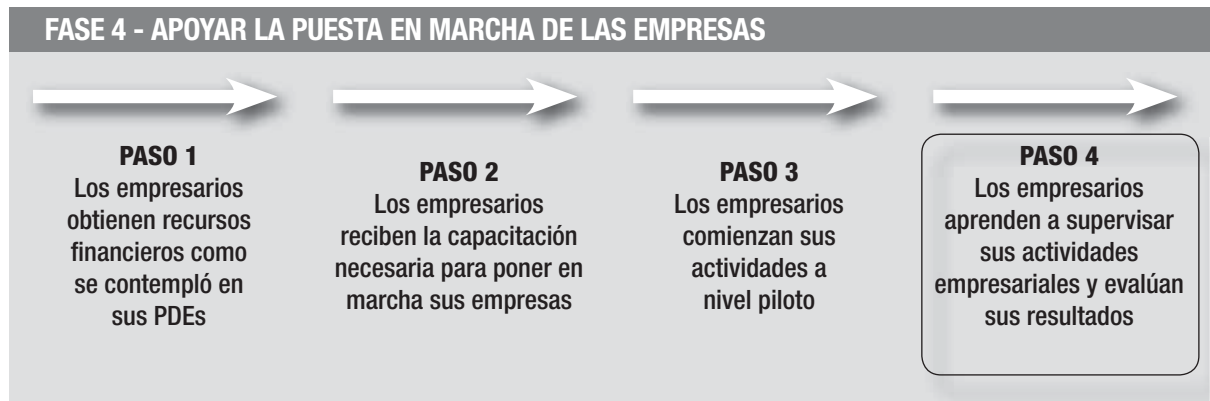 FASE 4 - APOYAR LA PUESTA EN MARCHA DE LAS EMPRESAS
PASO 1
Los empresarios
obtienen recursos
financieros como
se contempló en
sus PDEs
PASO 2
Los empresarios
reciben la capacitación
necesaria para poner en
marcha sus empresas
PASO 3
Los empresarios
comienzan sus
actividades a
nivel piloto
PASO 4
Los empresarios
aprenden a supervisar
sus actividades
empresariales y evalúan
sus resultados